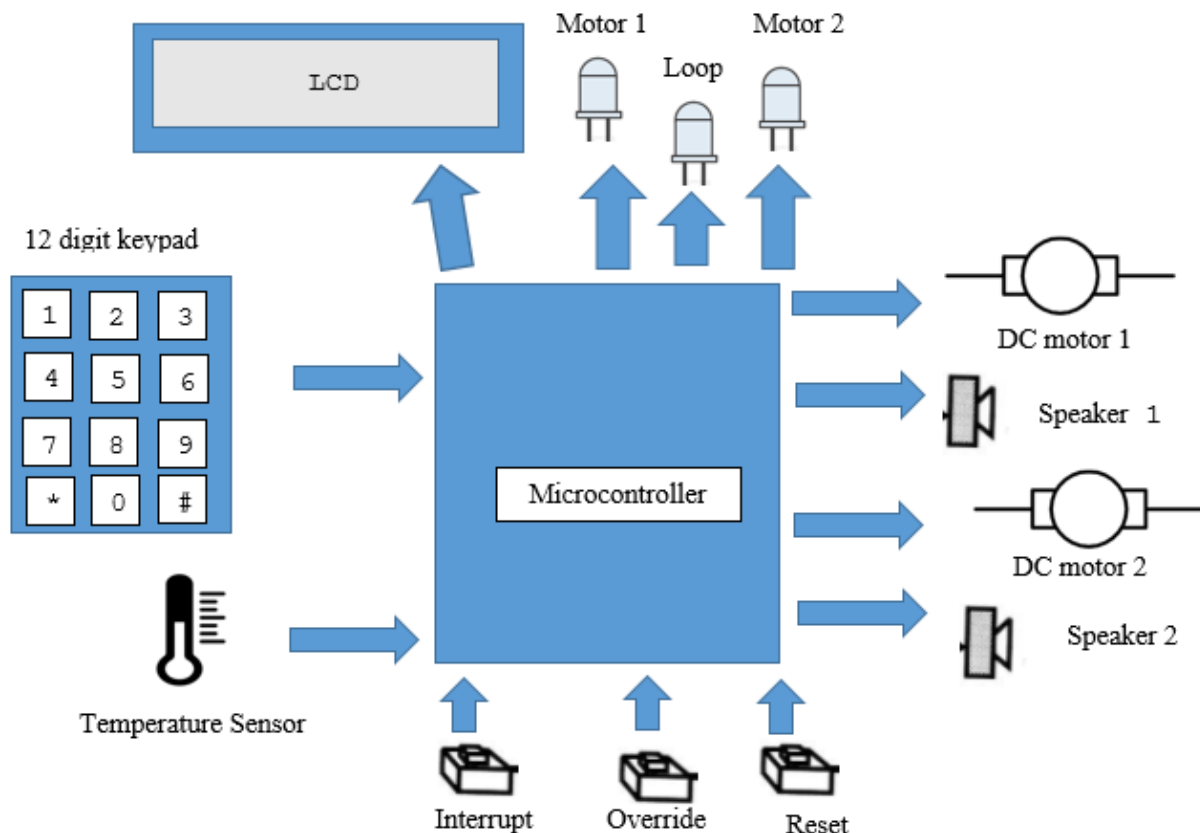 Motor 1
Motor 2
Loop
LCD
12 digit keypad
1 2 3
4 5 6
7 8 9
* 0 #
DC motor 1
Speaker 1
Microcontroller
DC motor 2
Speaker 2
Temperature Sensor
Interrupt
Override
Reset